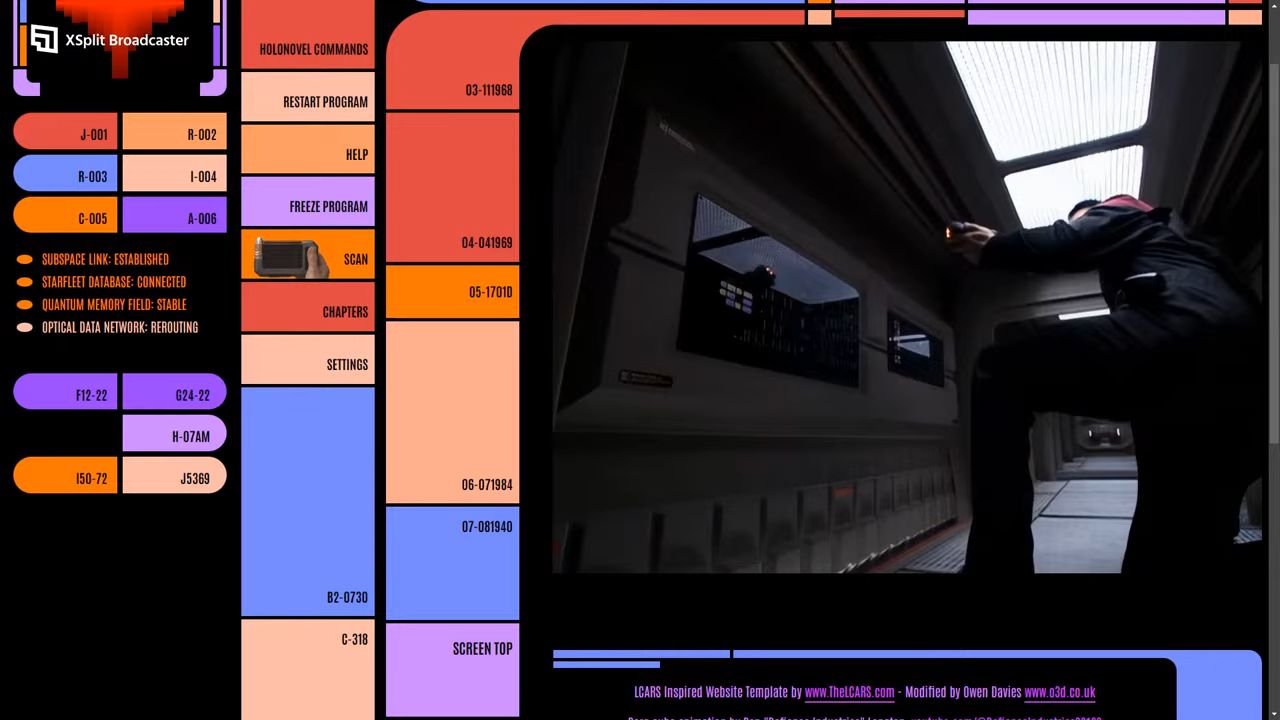 XSplit Broadcaster
J-001
R-002
R-003
I-004
C-005
A-006
SUBSPACE LINK: ESTABLISHED
STARFLEET DATABASE: CONNECTED
QUANTUM MEMORY FIELD: STABLE
OPTICAL DATA NETWORK: REROUTING
F12-22
G24-22
H-07AM
I50-72
J5369
HOLONOVEL COMMANDS
RESTART PROGRAM
HELP
FREEZE PROGRAM
SCAN
CHAPTERS
SETTINGS
B2-0730
C-318
03-111968
04-041969
05-1701D
06-071984
07-081940
SCREEN TOP
LCARS Inspired Website Template by www.TheLCARS.com - Modified by Owen Davies www.o3d.co.uk